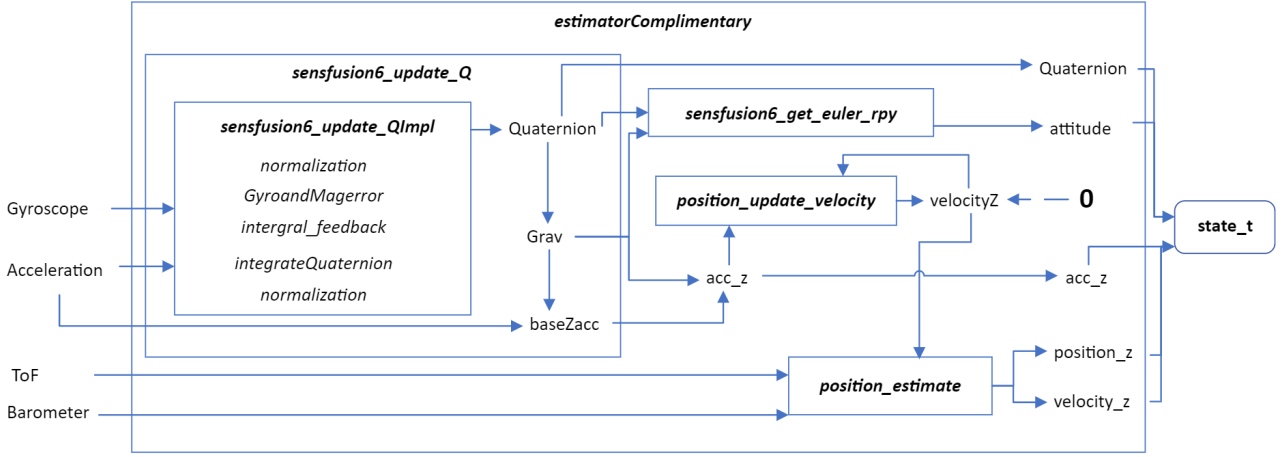 estimatorComplimentary
sensfusion6_update_Q
Quaternion
sensfusion6_update_QImpl
sensfusion6_get_euler_rpy
Quaternion
attitude
normalization
GyroandMagerror
position_update_velocity
velocityZ
0
Gyroscope
intergral_feedback
state_t
Grav
integrateQuaternion
Acceleration
acc_z
acc_z
normalization
baseZacc
position_z
ToF
position_estimate
velocity_z
Barometer